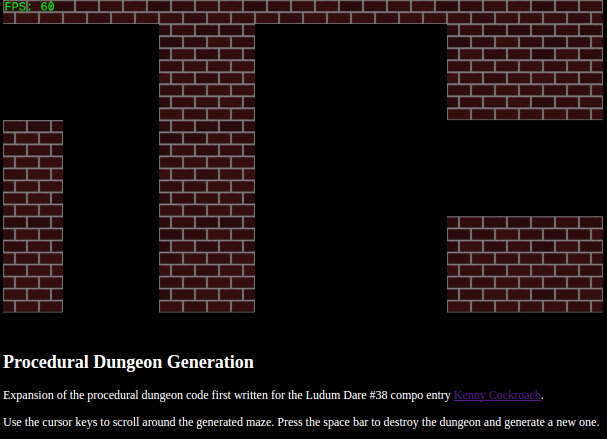 FPS: 60
Procedural Dungeon Generation
Expansion of the procedural dungeon code first written for the Ludum Dare #38 compo entry Kenny Cockroach.
Use the cursor keys to scroll around the generated maze. Press the space bar to destroy the dungeon and generate a new one.